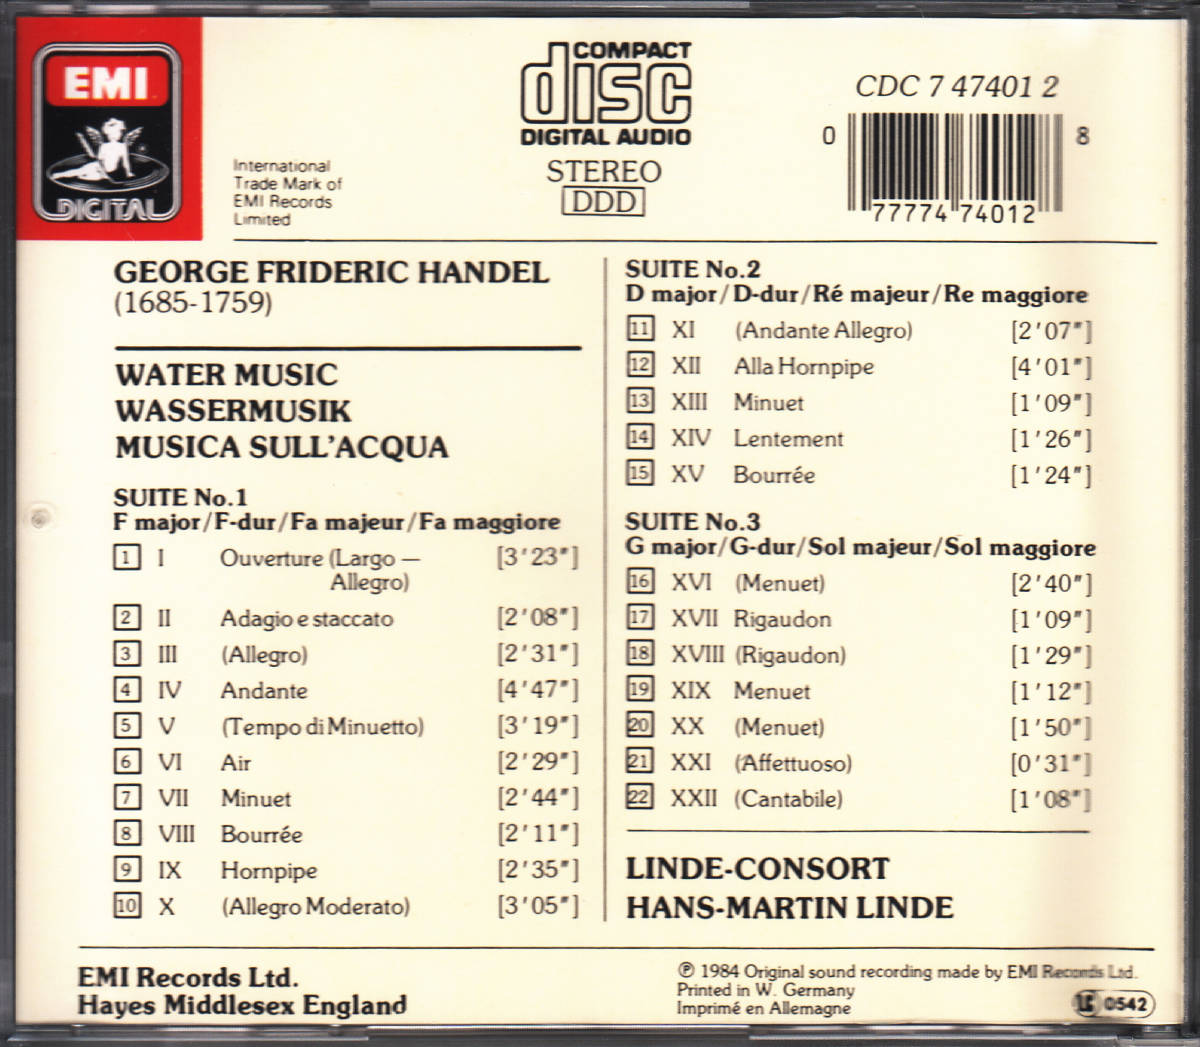 EMI
DIGITAL
International
Trade Mark of
EMI Records
Limited
COMPACT
disc
DIGITAL AUDIO
STEREO
DDD
CDC 7 47401 2
0 77774 74012 8
GEORGE FRIDERIC HANDEL
(1685-1759)
WATER MUSIC
WASSERMUSIK
MUSICA SULL'ACQUA
SUITE No.1
F major/F-dur/Fa majeur/Fa maggiore
1 I Ouverture (Largo — [3'23"]
Allegro)
2 II Adagio e staccato [2'08"]
3 III (Allegro) [2'31"]
4 IV Andante [4'47"]
5 V (Tempo di Minuetto) [3'19"]
6 VI Air [2'29"]
7 VII Minuet [2'44"]
8 VIII Bourrée [2'11"]
9 IX Hornpipe [2'35"]
10 X (Allegro Moderato) [3'05"]
SUITE No.2
D major/D-dur/Ré majeur/Re maggiore
11 XI (Andante Allegro) [2'07"]
12 XII Alla Hornpipe [4'01"]
13 XIII Minuet [1'09"]
14 XIV Lentement [1'26"]
15 XV Bourrée [1'24"]
SUITE No.3
G major/G-dur/Sol majeur/Sol maggiore
16 XVI (Menuet) [2'40"]
17 XVII Rigaudon [1'09"]
18 XVIII (Rigaudon) [1'29"]
19 XIX Menuet [1'12"]
20 XX (Menuet) [1'50"]
21 XXI (Affettuoso) [0'31"]
22 XXII (Cantabile) [1'08"]
LINDE-CONSORT
HANS-MARTIN LINDE
EMI Records Ltd.
Hayes Middlesex England
℗ 1984 Original sound recording made by EMI Records Ltd.
Printed in W. Germany
Imprimé en Allemagne
LC 0542